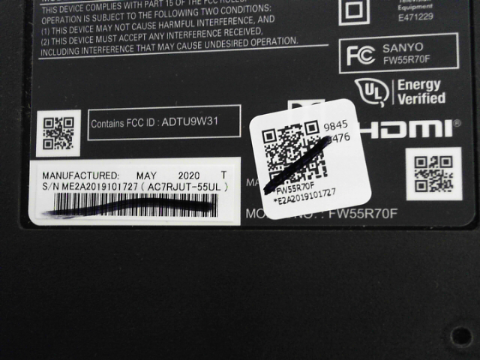 THIS DEVICE COMPLIES WITH PART 15 OF THE FCC RULES.
OPERATION IS SUBJECT TO THE FOLLOWING TWO CONDITIONS:
(1) THIS DEVICE MAY NOT CAUSE HARMFUL INTERFERENCE, AND
(2) THIS DEVICE MUST ACCEPT ANY INTERFERENCE RECEIVED,
INCLUDING INTERFERENCE THAT MAY CAUSE UNDESIRED OPERATION.
Television
Equipment
E471229
FC
SANYO
FW55R70F
UL
Energy
Verified
Contains FCC ID : ADTU9W31
9845
3476
HDMI
MANUFACTURED: MAY 2020 T
S/N ME2A2019101727 ( AC7RJUT-55UL )
FW55R70F
*E2A2019101727
: FW55R70F